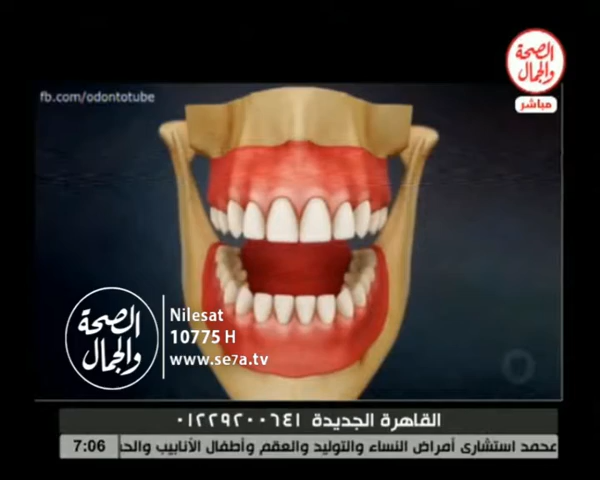 الصحة
والجمال
مباشر
fb.com/odontotube
الصحة
والجمال
Nilesat
10775 H
www.se7a.tv
القاهرة الجديدة ٠١٢٢٩٢٠٠٦٤١
محمد استشارى أمراض النساء والتوليد والعقم وأطفال الأنابيب والحـ
7:06